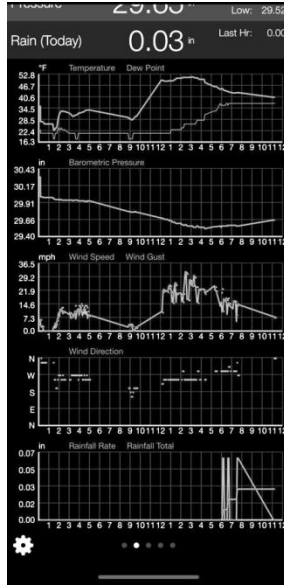 Pressure 29.65 in Low: 29.52
Rain (Today) 0.03 in Last Hr: 0.00
°F Temperature Dew Point
52.8
46.7
40.6
34.5
28.5
22.4
16.3
1 2 3 4 5 6 7 8 9 10 11 12 1 2 3 4 5 6 7 8 9 10 11 12
in Barometric Pressure
30.43
30.17
29.91
29.66
29.40
1 2 3 4 5 6 7 8 9 10 11 12 1 2 3 4 5 6 7 8 9 10 11 12
mph Wind Speed Wind Gust
36.5
29.2
21.9
14.6
7.3
0.0
1 2 3 4 5 6 7 8 9 10 11 12 1 2 3 4 5 6 7 8 9 10 11 12
Wind Direction
N
W
S
E
N
1 2 3 4 5 6 7 8 9 10 11 12 1 2 3 4 5 6 7 8 9 10 11 12
in Rainfall Rate Rainfall Total
0.07
0.05
0.03
0.02
0.00
1 2 3 4 5 6 7 8 9 10 11 12 1 2 3 4 5 6 7 8 9 10 11 12